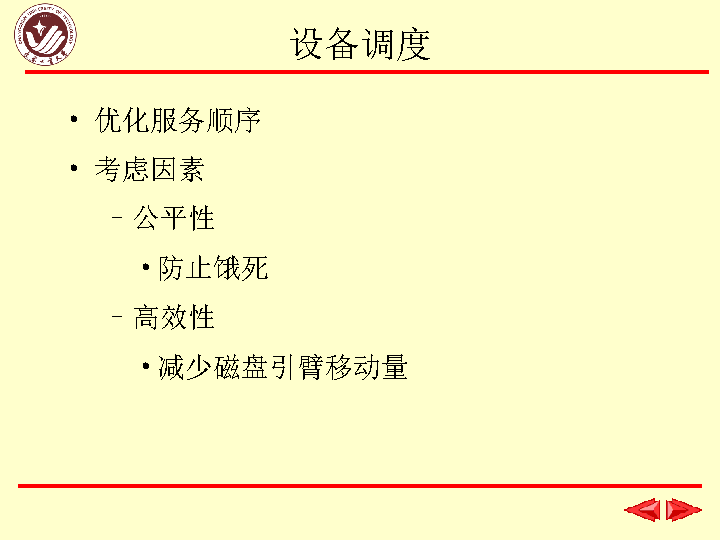 设备调度
• 优化服务顺序
• 考虑因素
– 公平性
• 防止饿死
– 高效性
• 减少磁盘引臂移动量